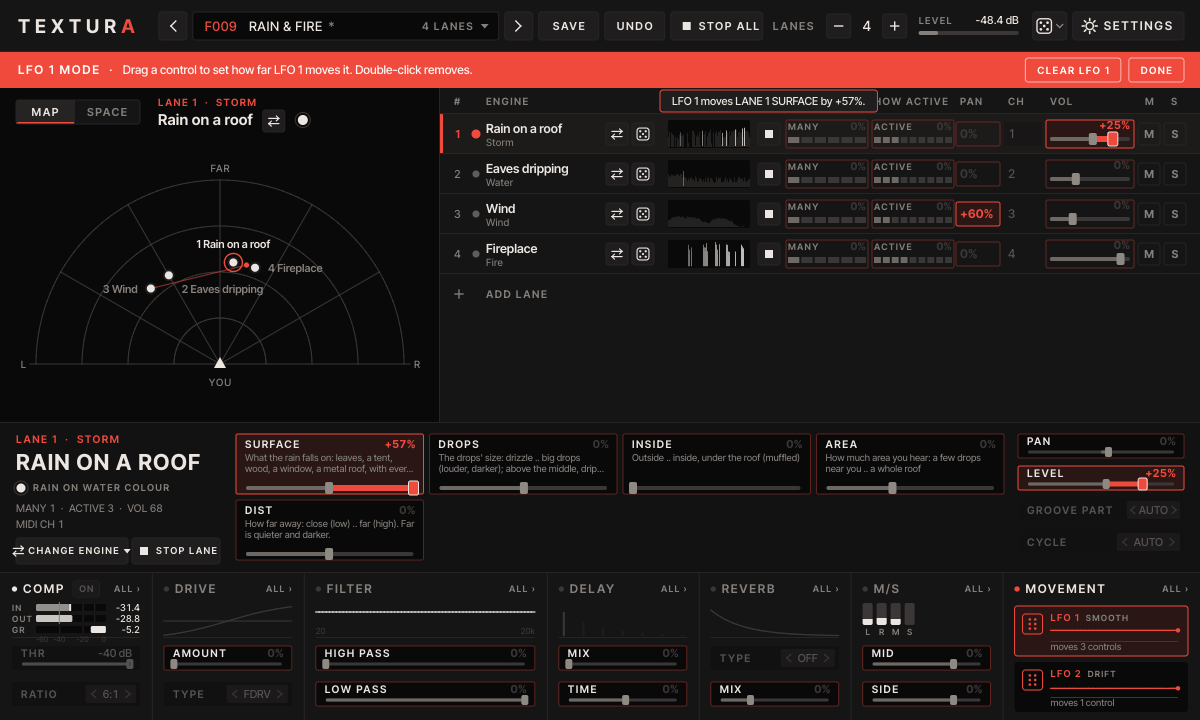 TEXTURA
F009 RAIN & FIRE * 4 LANES
SAVE UNDO STOP ALL LANES 4 LEVEL -48.4 dB SETTINGS
LFO 1 MODE · Drag a control to set how far LFO 1 moves it. Double-click removes. CLEAR LFO 1 DONE
MAP SPACE
LANE 1 · STORM
Rain on a roof
FAR
1 Rain on a roof
4 Fireplace
3 Wind
2 Eaves dripping
L
R
YOU
# ENGINE LFO 1 moves LANE 1 SURFACE by +57%. HOW ACTIVE PAN CH VOL M S
1 Rain on a roof MANY 0% ACTIVE 0% 0% 1 +25% M S
Storm
2 Eaves dripping MANY 0% ACTIVE 0% 0% 2 0% M S
Water
3 Wind MANY 0% ACTIVE 0% +60% 3 0% M S
Wind
4 Fireplace MANY 0% ACTIVE 0% 0% 4 0% M S
Fire
+ ADD LANE
LANE 1 · STORM
RAIN ON A ROOF
RAIN ON WATER COLOUR
MANY 1 · ACTIVE 3 · VOL 68
MIDI CH 1
CHANGE ENGINE STOP LANE
SURFACE +57%
What the rain falls on: leaves, a tent,
wood, a window, a metal roof, with ever...
DROPS 0%
The drops' size: drizzle .. big drops
(louder, darker); above the middle, drip...
INSIDE 0%
Outside .. inside, under the roof (muffled)
AREA 0%
How much area you hear: a few drops
near you .. a whole roof
DIST 0%
How far away: close (low) .. far (high). Far
is quieter and darker.
PAN 0%
LEVEL +25%
GROOVE PART < AUTO >
CYCLE < AUTO >
COMP ON ALL ›
IN -31.4
OUT -28.8
GR -5.2
-60 -40 -20 0
THR -40 dB
RATIO < 6:1 >
DRIVE ALL ›
AMOUNT 0%
TYPE < FDRV >
FILTER ALL ›
20 20k
HIGH PASS 0%
LOW PASS 0%
DELAY ALL ›
MIX 0%
TIME 0%
REVERB ALL ›
TYPE < OFF >
MIX 0%
M/S ALL ›
L R M S
MID 0%
SIDE 0%
MOVEMENT ALL ›
LFO 1 SMOOTH
moves 3 controls
LFO 2 DRIFT
moves 1 control